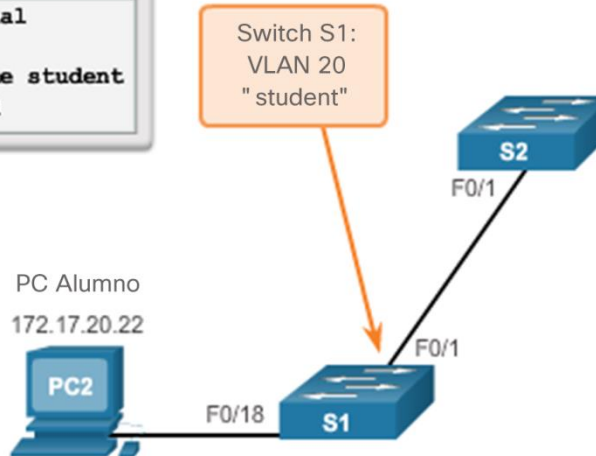 student
Switch S1:
VLAN 20
" student"
S2
F0/1
PC Alumno
172.17.20.22
F0/1
PC2
F0/18
S1